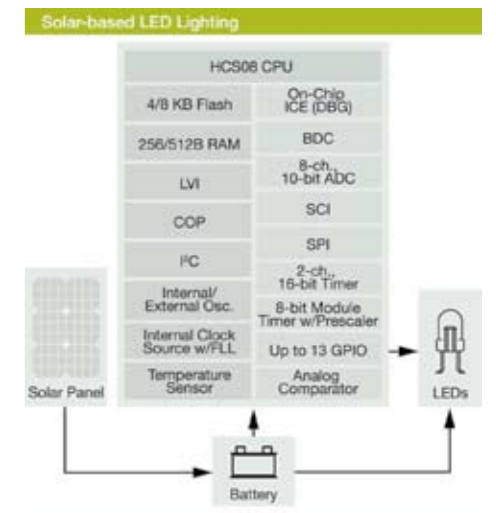 Solar-based LED Lighting
HCS08 CPU
4/8 KB Flash
256/512B RAM
LVI
COP
I²C
Internal/
External Osc.
Internal Clock
Source w/FLL
Temperature
Sensor
On-Chip
ICE (DBG)
BDC
8-ch.,
10-bit ADC
SCI
SPI
2-ch.,
16-bit Timer
8-bit Module
Timer w/Prescaler
Up to 13 GPIO
Analog
Comparator
Solar Panel
LEDs
Battery